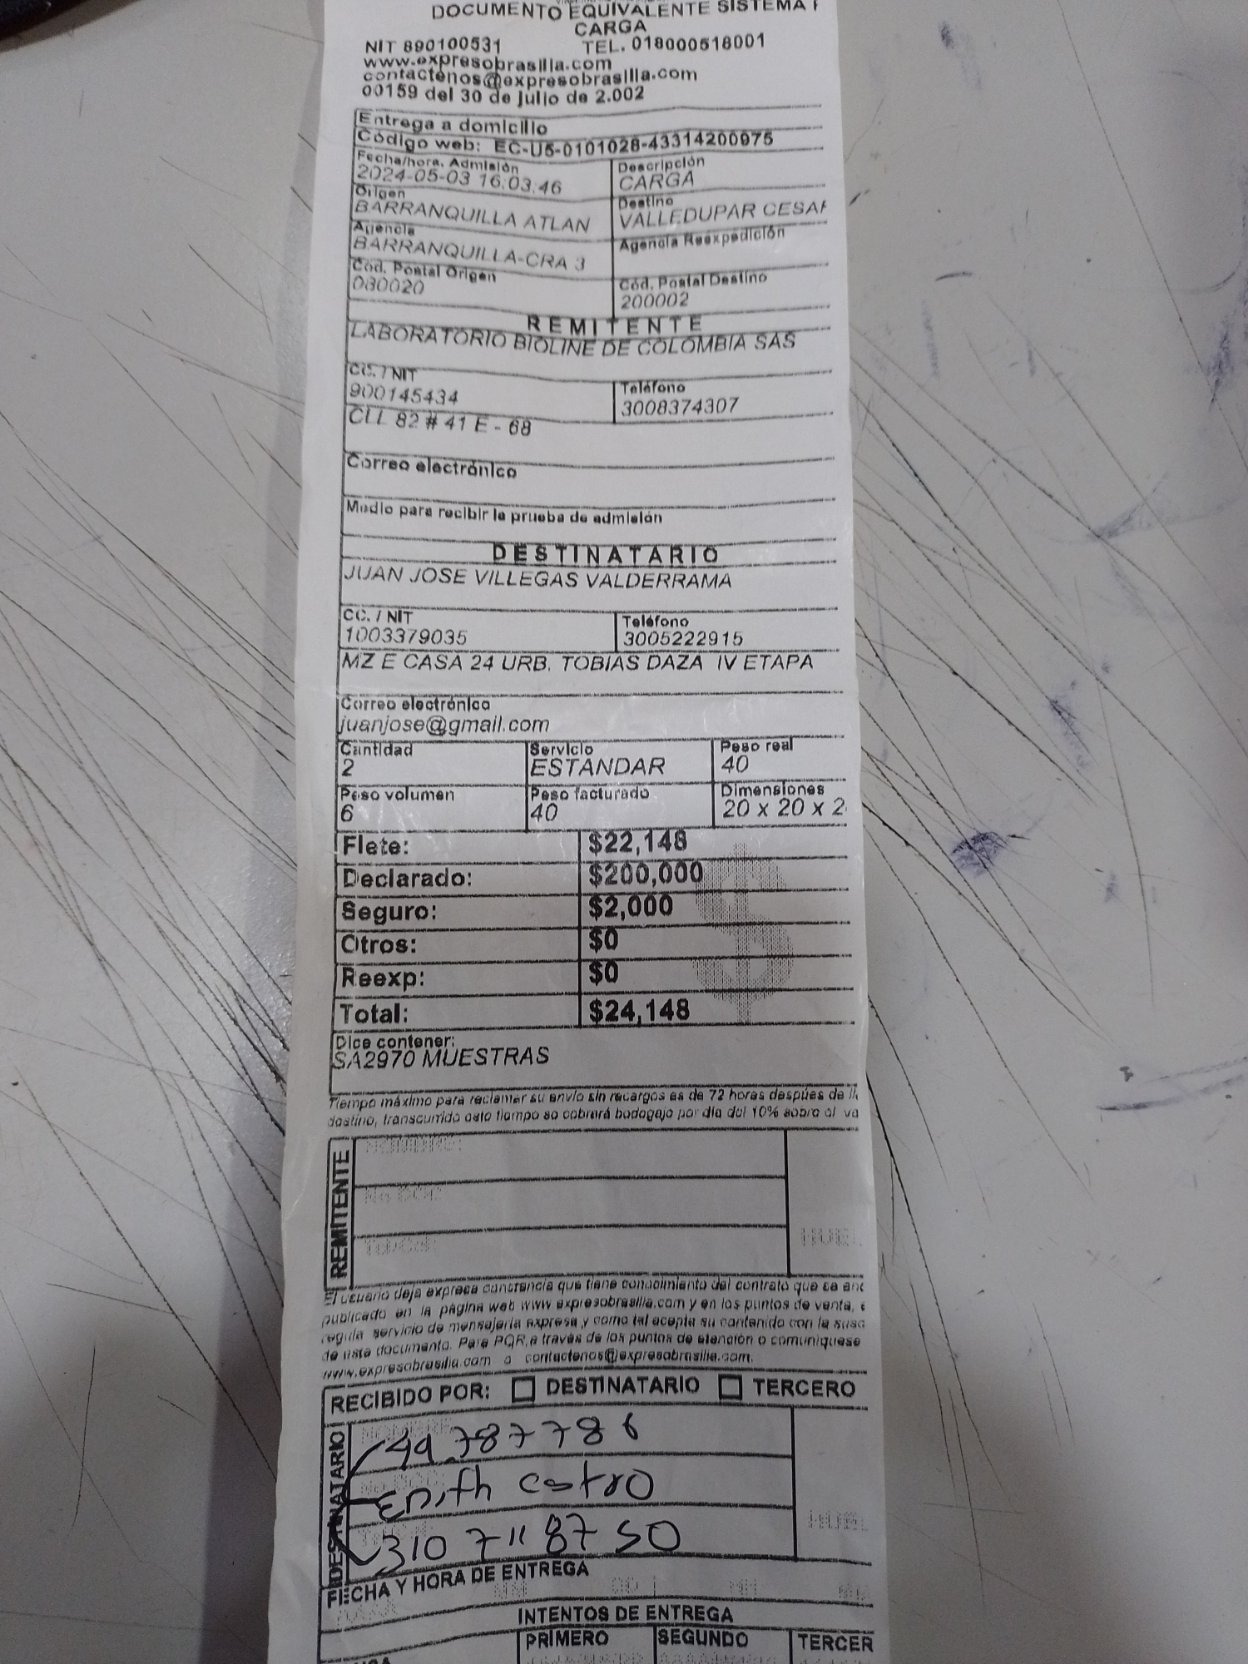 DOCUMENTO EQUIVALENTE SISTEMA
CARGA
NIT 890100531 TEL. 018000518001
www.expresobrasilia.com
contactenos@expresobrasilia.com
00159 del 30 de julio de 2.002
Entrega a domicilio
Código web: EC-U5-0101028-43314200975
Fecha/hora. Admisión Descripción
2024-05-03 16:03:46 CARGA
Origen Destino
BARRANQUILLA ATLAN VALLEDUPAR CESAR
Agencia Agencia Reexpedición
BARRANQUILLA-CRA 3
Cód. Postal Origen Cód. Postal Destino
080020 200002
REMITENTE
LABORATORIO BIOLINE DE COLOMBIA SAS
CC. / NIT Teléfono
900145434 3008374307
CLL 82 # 41 E - 68
Correo electrónico
Medio para recibir la prueba de admisión
DESTINATARIO
JUAN JOSE VILLEGAS VALDERRAMA
CC. / NIT Teléfono
1003379035 3005222915
MZ E CASA 24 URB. TOBIAS DAZA IV ETAPA
Correo electrónico
juanjose@gmail.com
Cantidad Servicio Peso real
2 ESTANDAR 40
Peso volumen Peso facturado Dimensiones
6 40 20 x 20 x 2
Flete: $22,148
Declarado: $200,000
Seguro: $2,000
Otros: $0
Reexp: $0
Total: $24,148
Dice contener:
SA2970 MUESTRAS
Tiempo máximo para reclamar su envío sin recargos es de 72 horas después de
destino, transcurrido este tiempo se cobrará bodegaje por día del 10% sobre el va
REMITENTE
El usuario deja expresa constancia que tiene conocimiento del contrato que se
publicado en la página web www.expresobrasilia.com y en los puntos de venta,
regula servicio de mensajería expresa y como tal acepta su contenido con la
de este documento. Para PQR,a través de los puntos de atención o comuníquese
www.expresobrasilia.com o contactenos@expresobrasilia.com.
RECIBIDO POR: DESTINATARIO TERCERO
DESTINATARIO
49.787786
Enith castro
310 711 87 50
FECHA Y HORA DE ENTREGA
INTENTOS DE ENTREGA
PRIMERO SEGUNDO TERCER